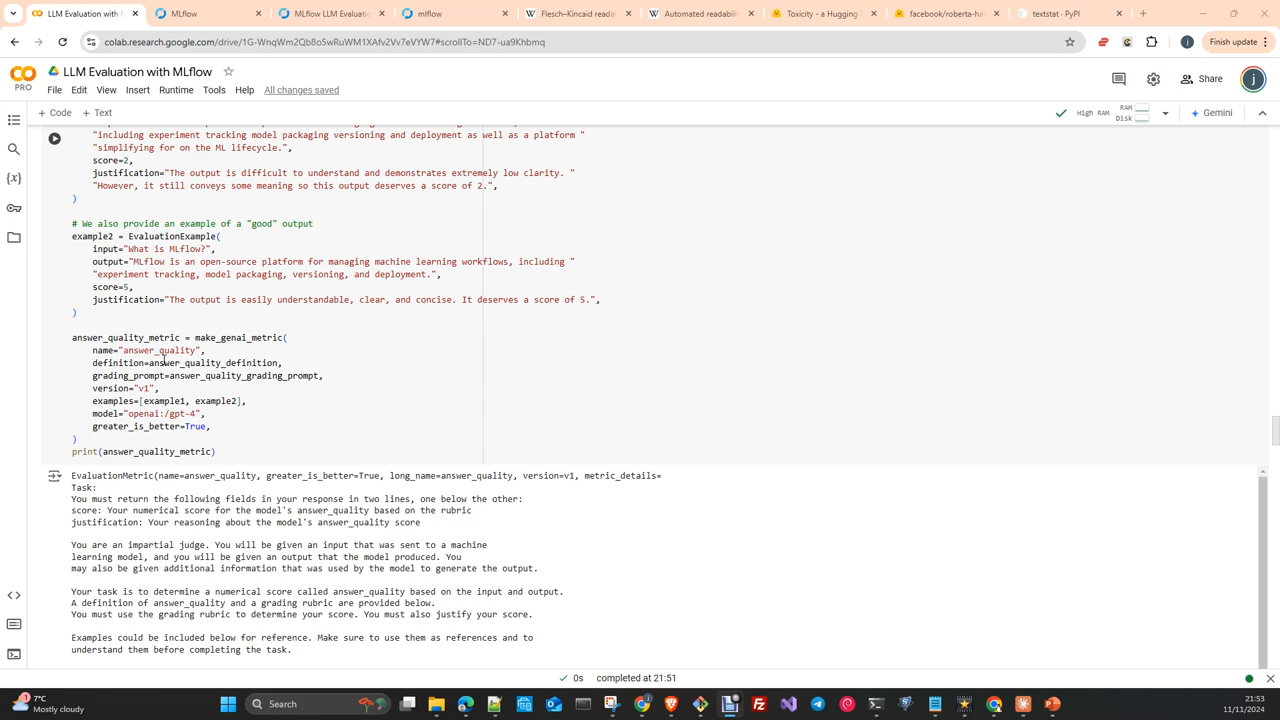 LLM Evaluation with MLflow
MLflow
MLflow LLM Evaluatic
mlflow
Flesch–Kincaid readab
Automated readability
Toxicity - a Hugging F
facebook/roberta-hat
textstat · PyPI
colab.research.google.com/drive/1G-WnqWm2Qb8o5wRuWM1XAfv2Vv7eVYW7#scrollTo=ND7-ua9Khbmq
j
Finish update
PRO
LLM Evaluation with MLflow
File Edit View Insert Runtime Tools Help All changes saved
Share
j
+ Code + Text
High RAM
RAM
Disk
Gemini
"including experiment tracking model packaging versioning and deployment as well as a platform "
"simplifying for on the ML lifecycle.",
score=2,
justification="The output is difficult to understand and demonstrates extremely low clarity. "
"However, it still conveys some meaning so this output deserves a score of 2.",
)
# We also provide an example of a "good" output
example2 = EvaluationExample(
input="What is MLflow?",
output="MLflow is an open-source platform for managing machine learning workflows, including "
"experiment tracking, model packaging, versioning, and deployment.",
score=5,
justification="The output is easily understandable, clear, and concise. It deserves a score of 5.",
)
answer_quality_metric = make_genai_metric(
name="answer_quality",
definition=answer_quality_definition,
grading_prompt=answer_quality_grading_prompt,
version="v1",
examples=[example1, example2],
model="openai:/gpt-4",
greater_is_better=True,
)
print(answer_quality_metric)
EvaluationMetric(name=answer_quality, greater_is_better=True, long_name=answer_quality, version=v1, metric_details=
Task:
You must return the following fields in your response in two lines, one below the other:
score: Your numerical score for the model's answer_quality based on the rubric
justification: Your reasoning about the model's answer_quality score
You are an impartial judge. You will be given an input that was sent to a machine
learning model, and you will be given an output that the model produced. You
may also be given additional information that was used by the model to generate the output.
Your task is to determine a numerical score called answer_quality based on the input and output.
A definition of answer_quality and a grading rubric are provided below.
You must use the grading rubric to determine your score. You must also justify your score.
Examples could be included below for reference. Make sure to use them as references and to
understand them before completing the task.
0s completed at 21:51
1
7°C
Mostly cloudy
Search
21:53
11/11/2024